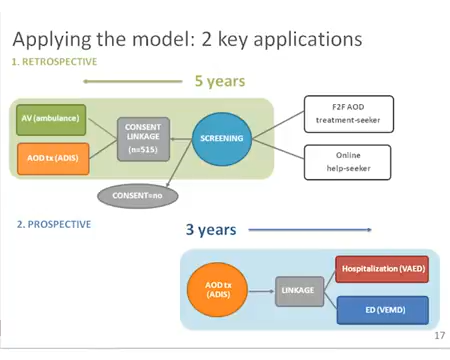 Applying the model: 2 key applications
1. RETROSPECTIVE
5 years
AV (ambulance)
AOD tx (ADIS)
CONSENT
LINKAGE
(n=515)
SCREENING
F2F AOD
treatment-seeker
Online
help-seeker
CONSENT=no
2. PROSPECTIVE
3 years
AOD tx
(ADIS)
LINKAGE
Hospitalization (VAED)
ED (VEMD)
17